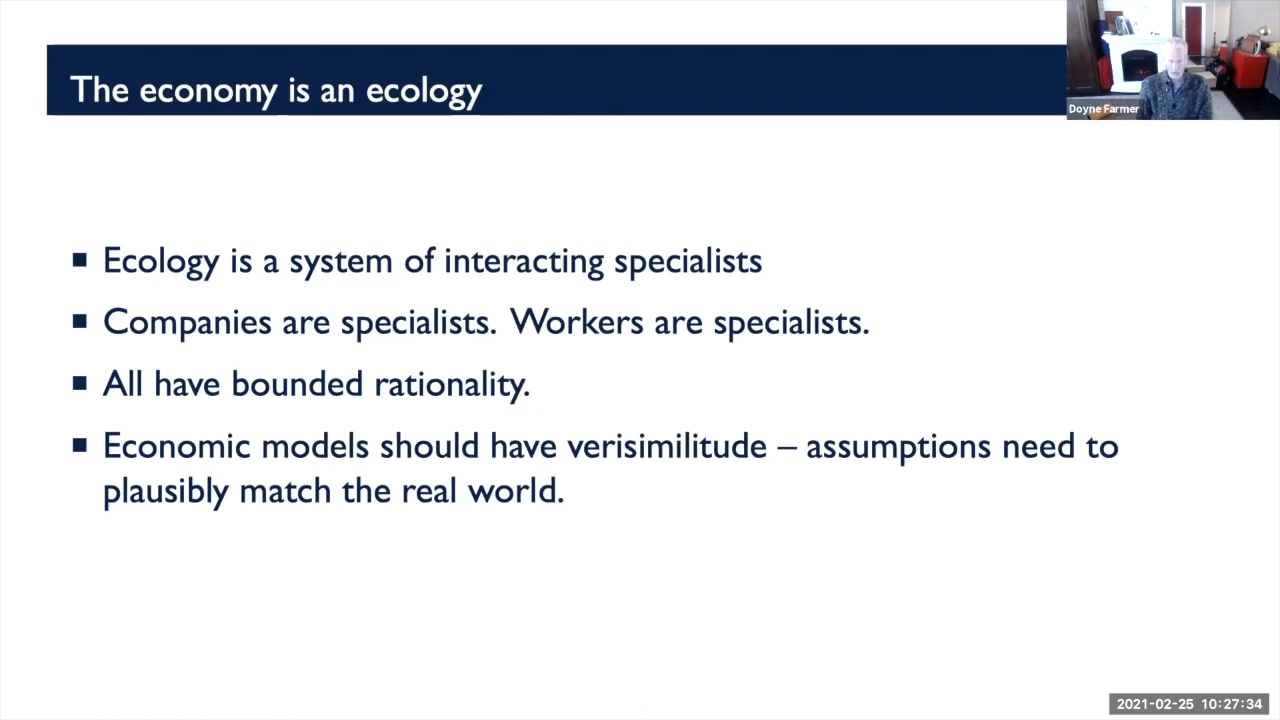 The economy is an ecology
Doyne Farmer
Ecology is a system of interacting specialists
Companies are specialists. Workers are specialists.
All have bounded rationality.
Economic models should have verisimilitude – assumptions need to
plausibly match the real world.
2021-02-25 10:27:34